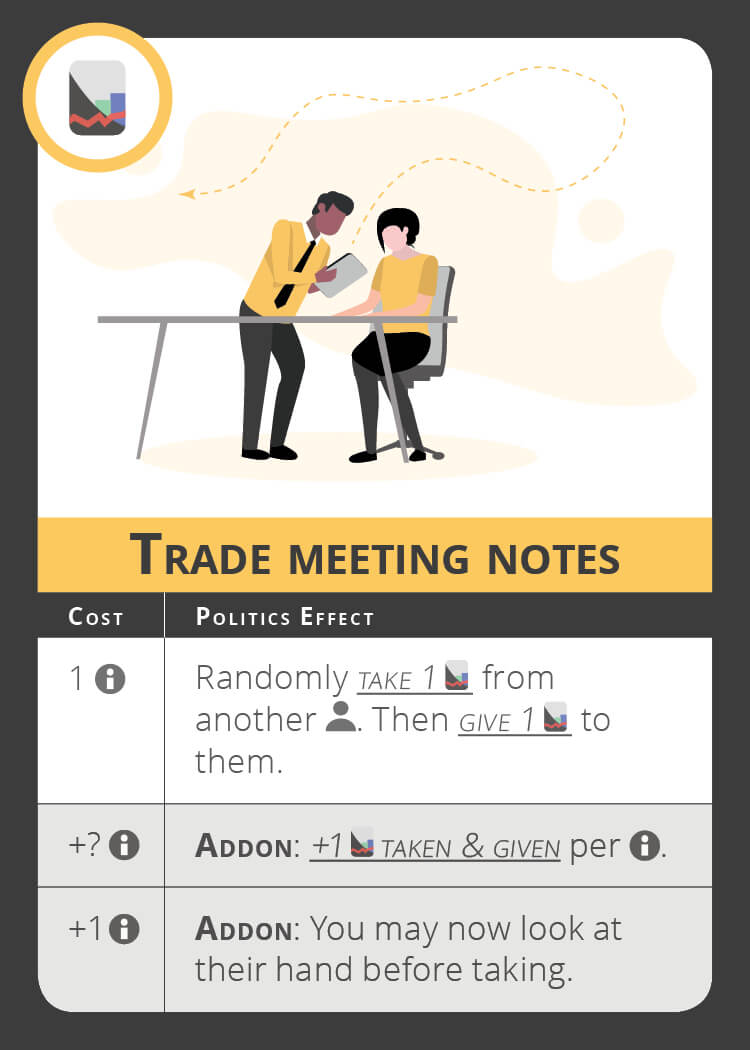 Trade meeting notes
Cost Politics Effect
1 Randomly take 1 from
another . Then give 1 to
them.
+? Addon: +1 taken & given per .
+1 Addon: You may now look at
their hand before taking.